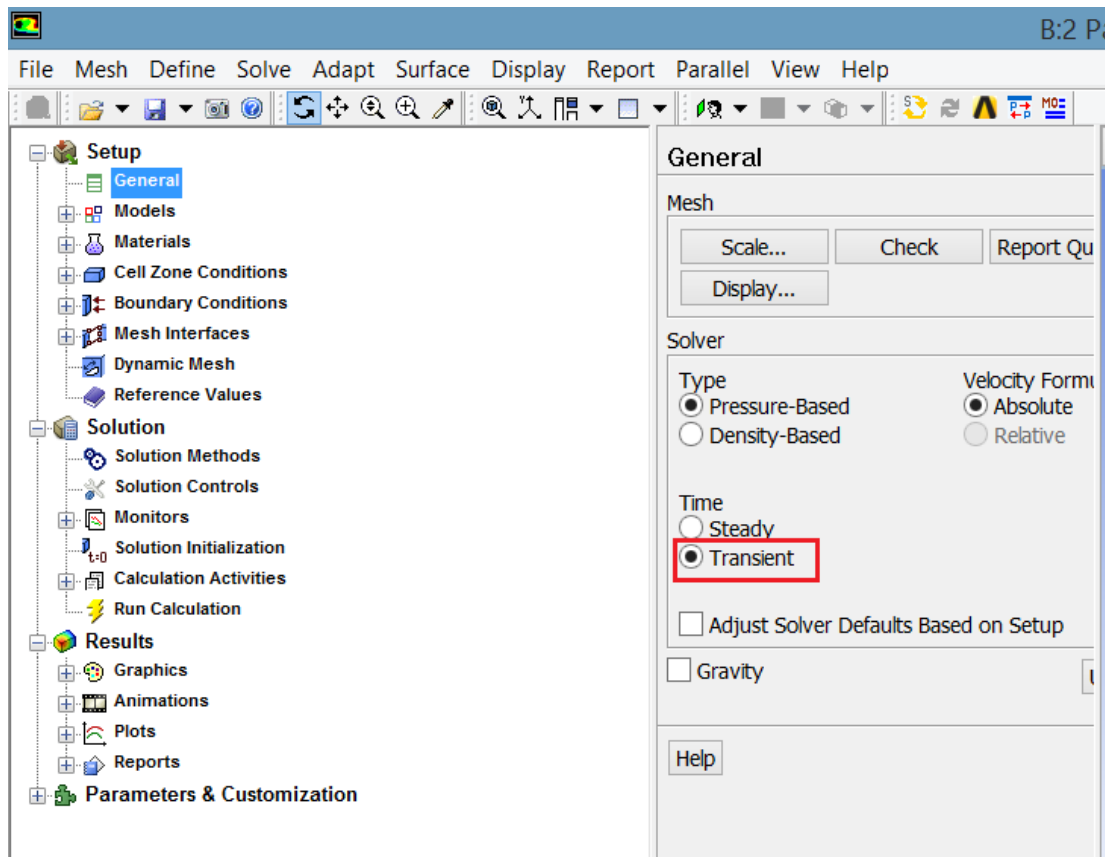 B:2 Pa
File Mesh Define Solve Adapt Surface Display Report Parallel View Help
Setup
General
Models
Materials
Cell Zone Conditions
Boundary Conditions
Mesh Interfaces
Dynamic Mesh
Reference Values
Solution
Solution Methods
Solution Controls
Monitors
t=0 Solution Initialization
Calculation Activities
Run Calculation
Results
Graphics
Animations
Plots
Reports
Parameters & Customization
General
Mesh
Scale... Check Report Qu
Display...
Solver
Type Velocity Formu
Pressure-Based Absolute
Density-Based Relative
Time
Steady
Transient
Adjust Solver Defaults Based on Setup
Gravity
Help